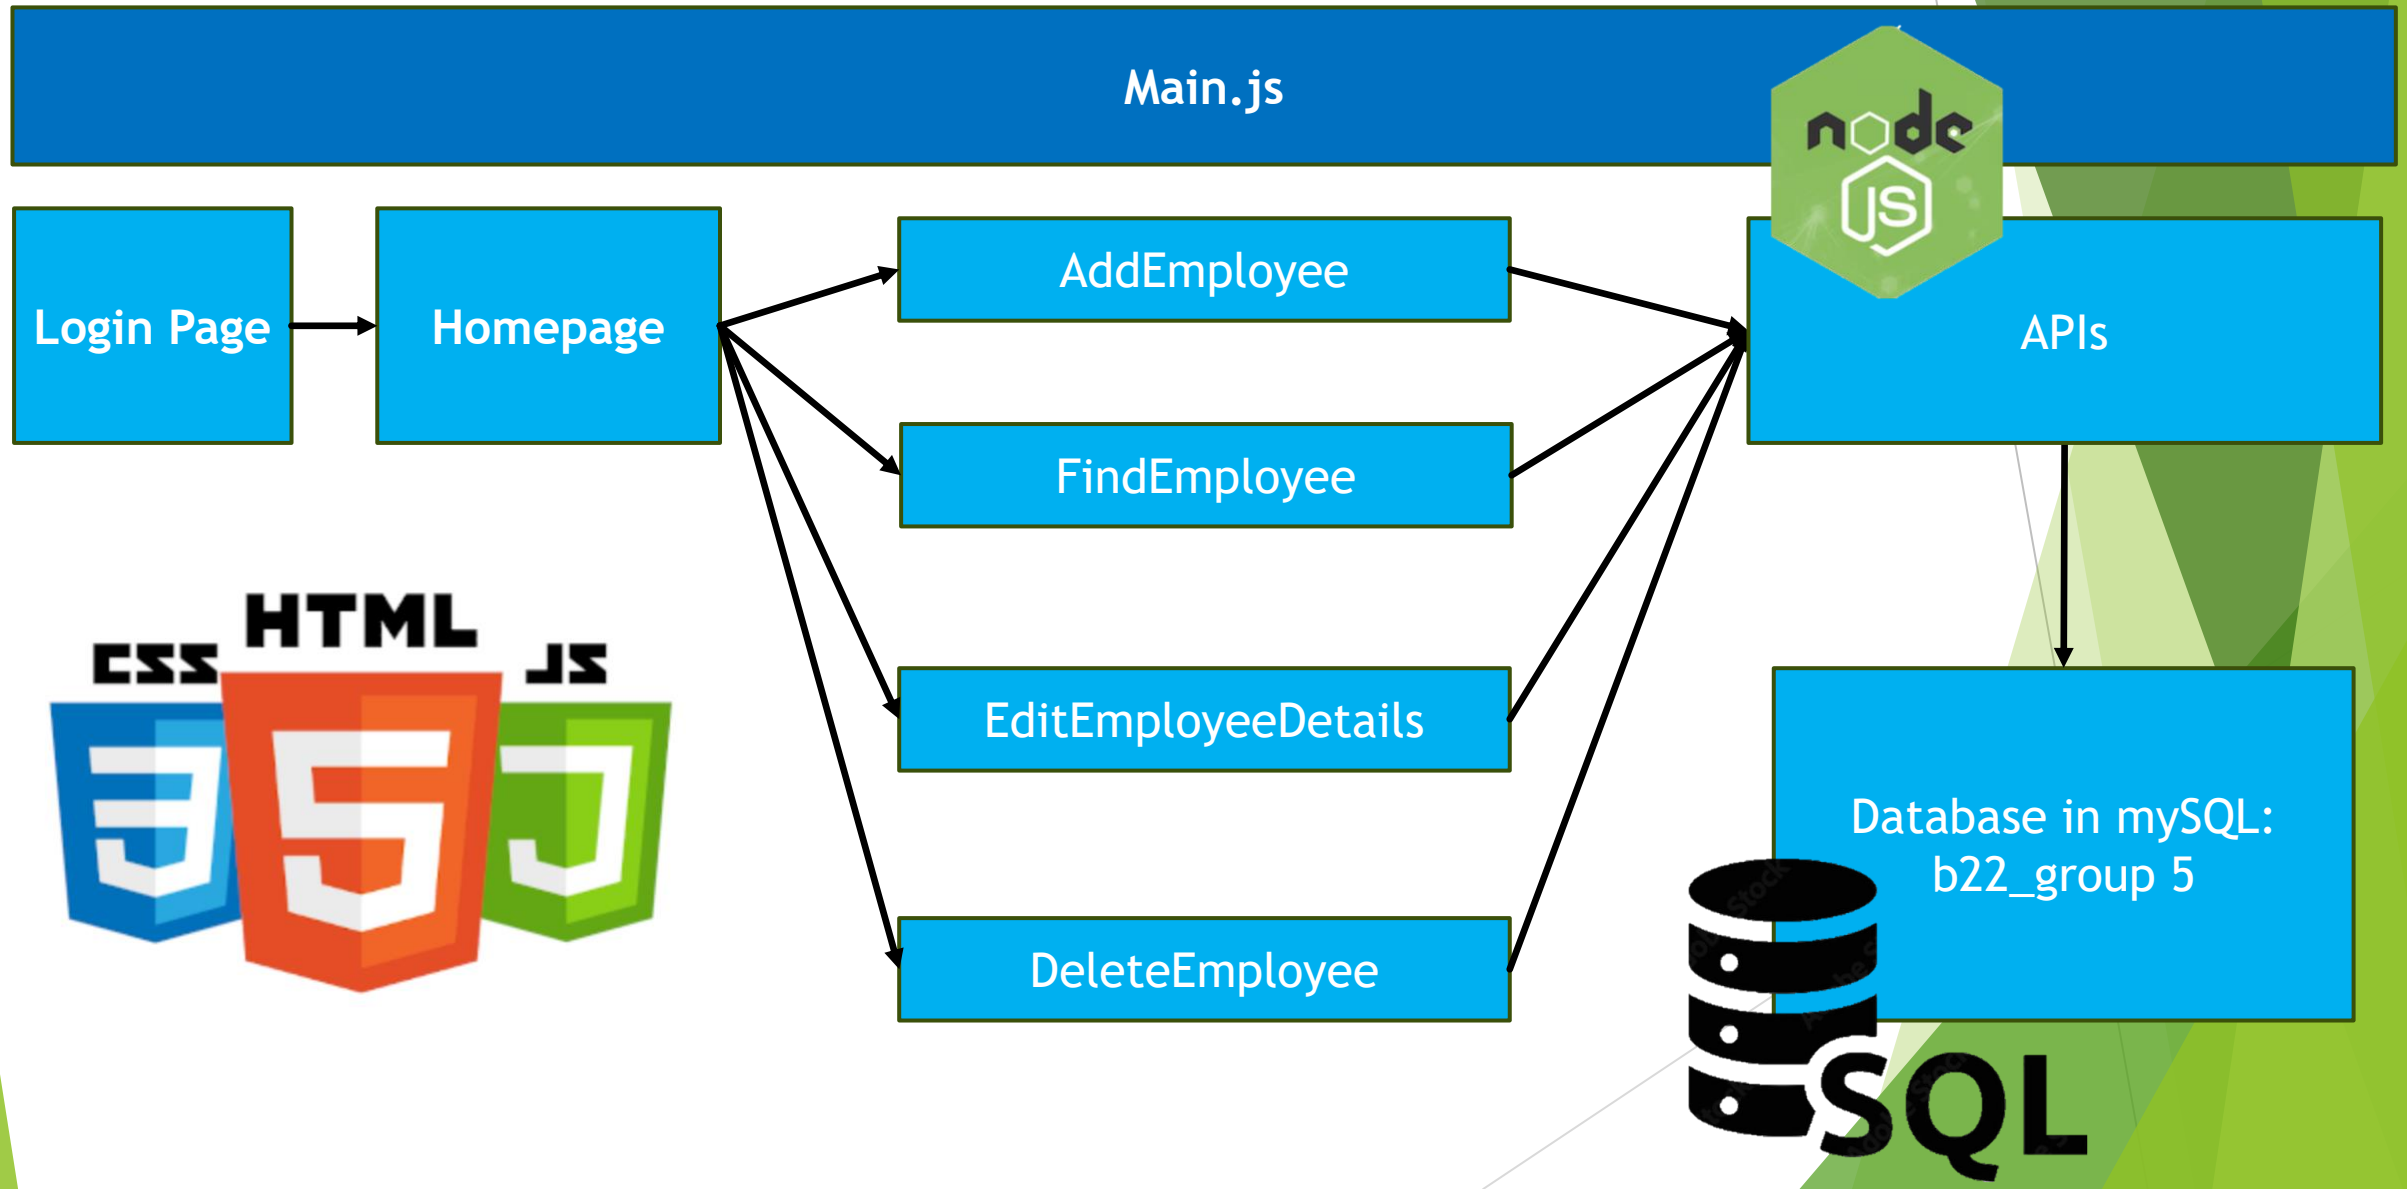 Main.js
node
JS
Login Page
Homepage
AddEmployee
APIs
FindEmployee
HTML
CSS
JS
EditEmployeeDetails
Database in mySQL:
b22_group 5
DeleteEmployee
SQL